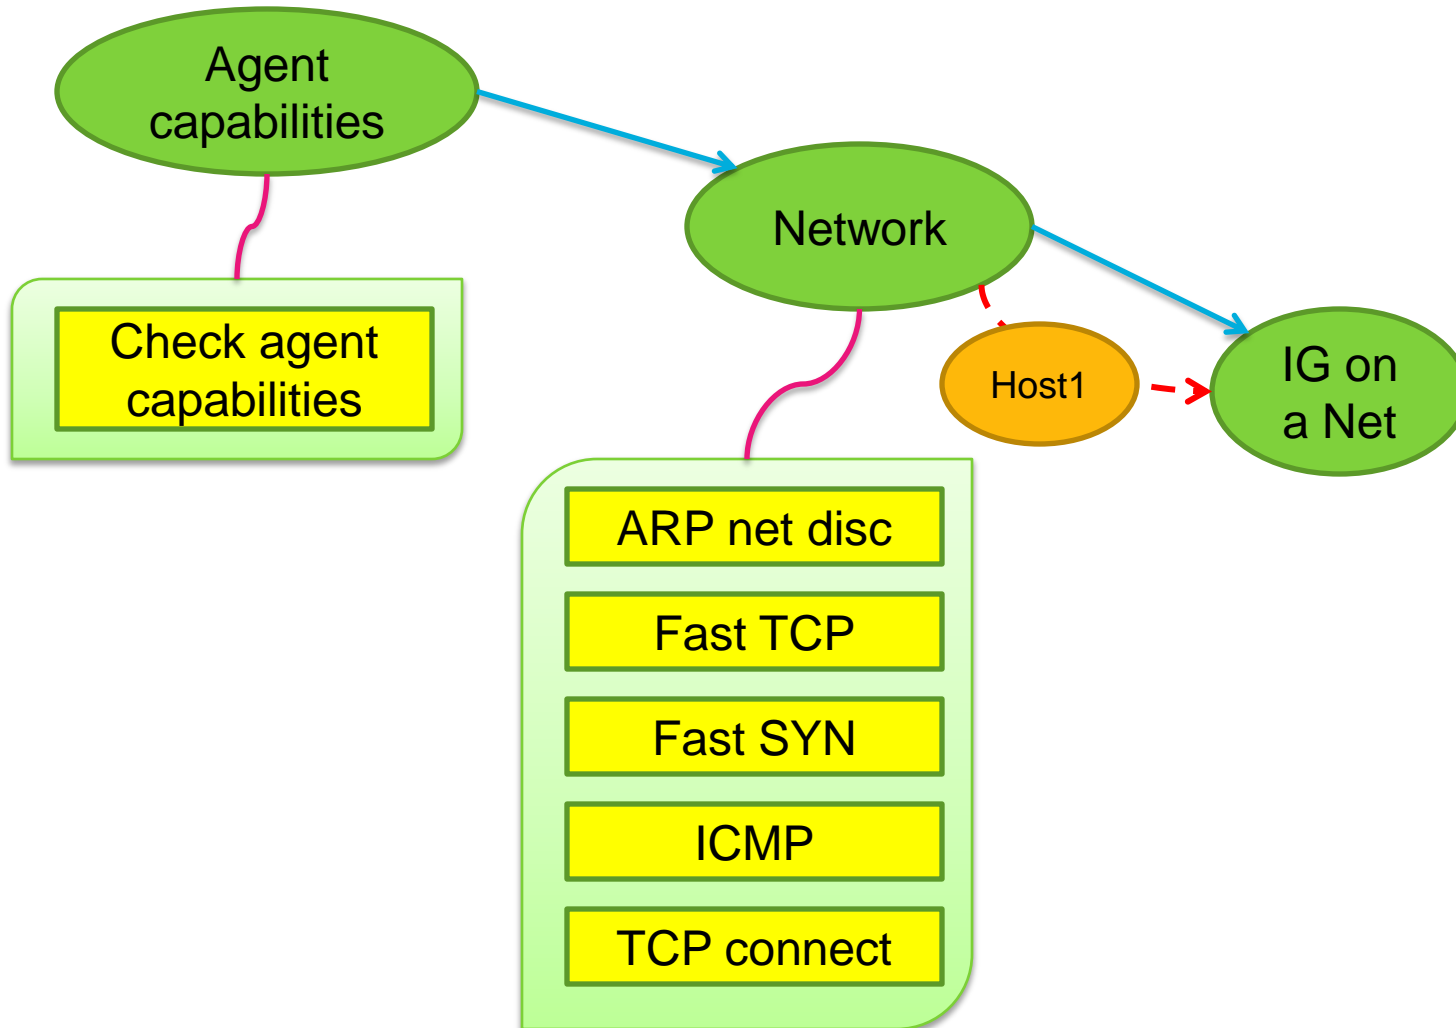 Agent
capabilities
Network
Check agent
capabilities
Host1
IG on
a Net
ARP net disc
Fast TCP
Fast SYN
ICMP
TCP connect